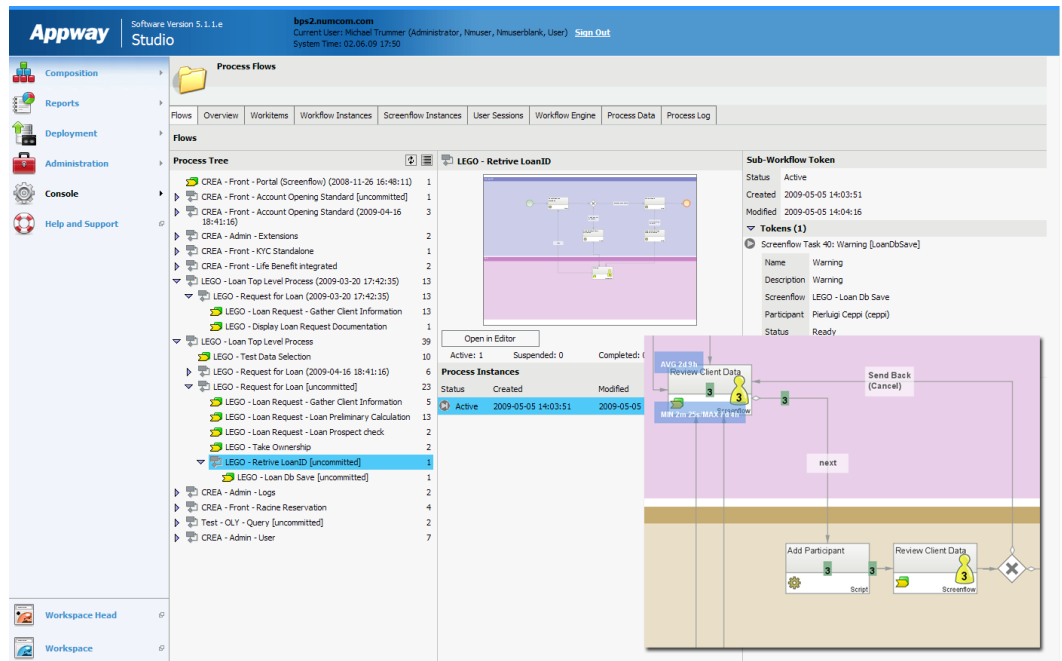 Appway
Software Version 5.1.1.e
Studio
bps2.numcom.com
Current User: Michael Trummer (Administrator, Nmuser, Nmuserblank, User) Sign Out
System Time: 02.06.09 17:50
Composition
Reports
Deployment
Administration
Console
Help and Support
Workspace Head
Workspace
Process Flows
Flows Overview Workitems Workflow Instances Screenflow Instances User Sessions Workflow Engine Process Data Process Log
Flows
Process Tree
CREA - Front - Portal (Screenflow) (2008-11-26 16:48:11) 1
CREA - Front - Account Opening Standard [uncommitted] 1
CREA - Front - Account Opening Standard (2009-04-16 3
18:41:16)
CREA - Admin - Extensions 2
CREA - Front - KYC Standalone 1
CREA - Front - Life Benefit integrated 2
LEGO - Loan Top Level Process (2009-03-20 17:42:35) 13
LEGO - Request for Loan (2009-03-20 17:42:35) 13
LEGO - Loan Request - Gather Client Information 13
LEGO - Display Loan Request Documentation 1
LEGO - Loan Top Level Process 39
LEGO - Test Data Selection 10
LEGO - Request for Loan (2009-04-16 18:41:16) 6
LEGO - Request for Loan [uncommitted] 23
LEGO - Loan Request - Gather Client Information 5
LEGO - Loan Request - Loan Preliminary Calculation 13
LEGO - Loan Request - Loan Prospect check 2
LEGO - Take Ownership 2
LEGO - Retrive LoanID [uncommitted] 1
LEGO - Loan Db Save [uncommitted] 1
CREA - Admin - Logs 2
CREA - Front - Racine Reservation 4
Test - OLY - Query [uncommitted] 2
CREA - Admin - User 7
LEGO - Retrive LoanID
Open in Editor
Active: 1 Suspended: 0 Completed:
Process Instances
Status Created Modified
Active 2009-05-05 14:03:51 2009-05-05
Sub-Workflow Token
Status Active
Created 2009-05-05 14:03:51
Modified 2009-05-05 14:04:16
Tokens (1)
Screenflow Task 40: Warning [LoanDbSave]
Name Warning
Description Warning
Screenflow LEGO - Loan Db Save
Participant Pierluigi Ceppi (ceppi)
Status Ready
AVG 2d 9h
Review Client Data
3
3
Screenflow
MIN 2m 25s/MAX 7d 4h
3
Send Back
(Cancel)
next
Add Participant
3
Script
3
Review Client Data
3
Screenflow